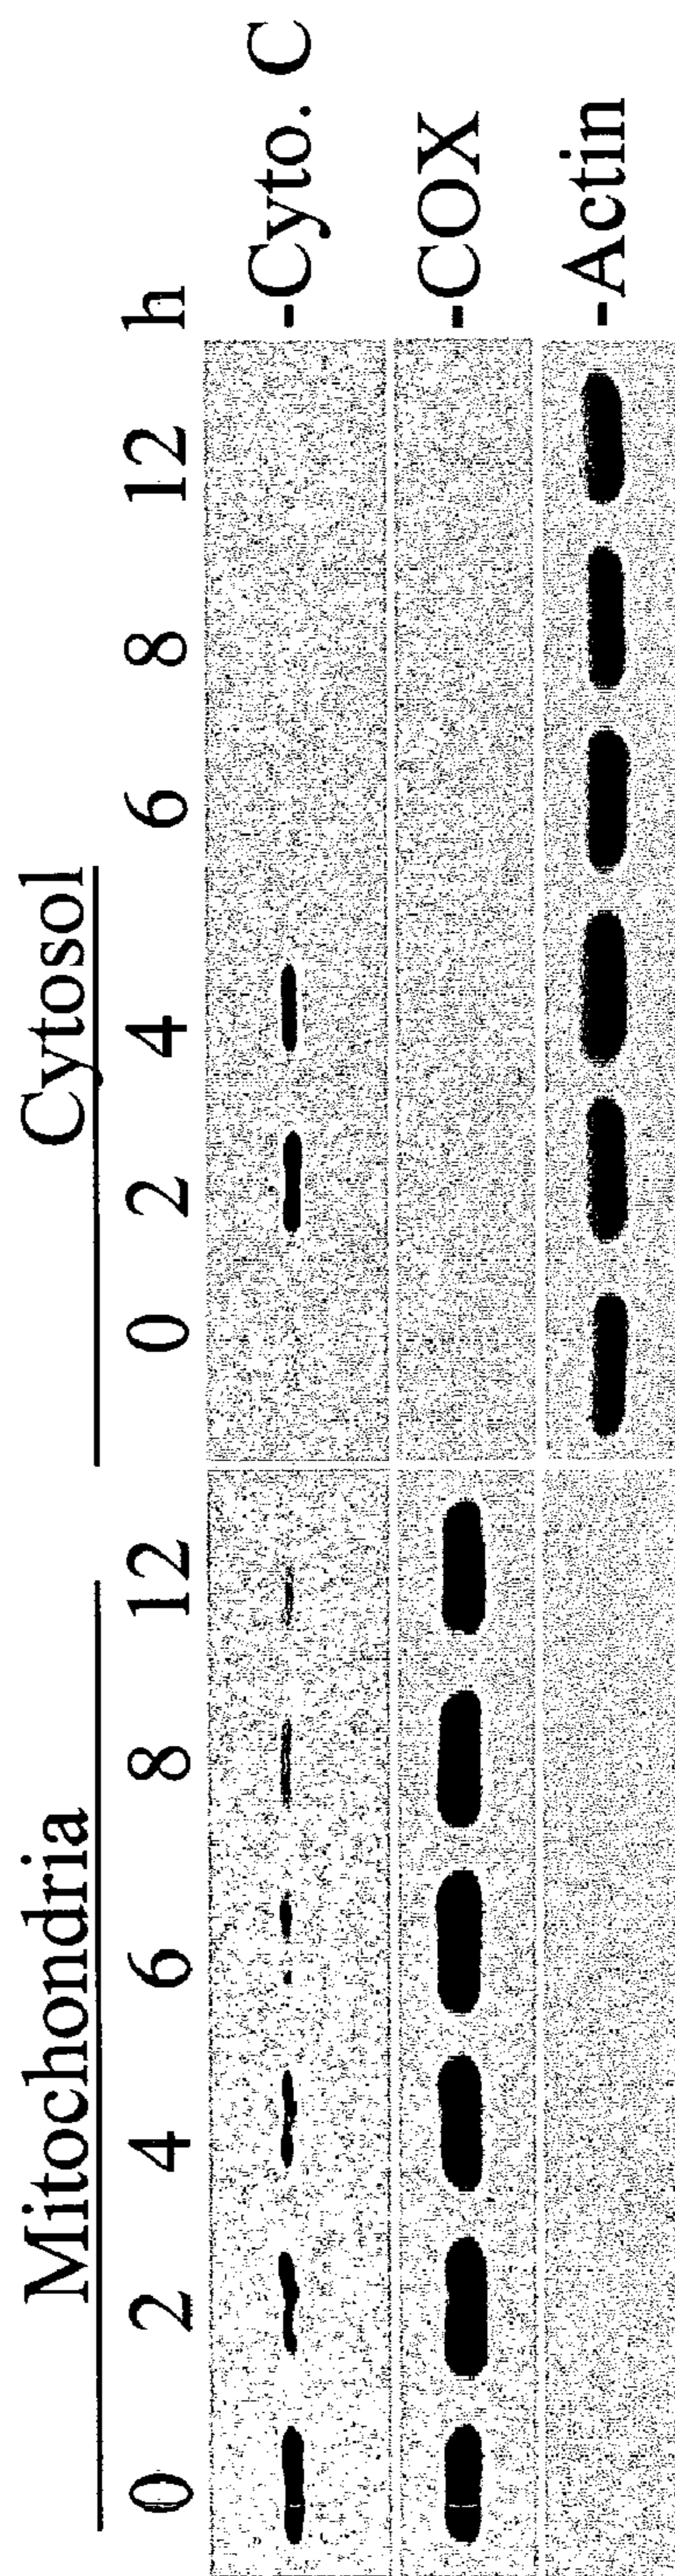 Mitochondria Cytosol
0 2 4 6 8 12 0 2 4 6 8 12 h
-Cyto. C
-COX
-Actin